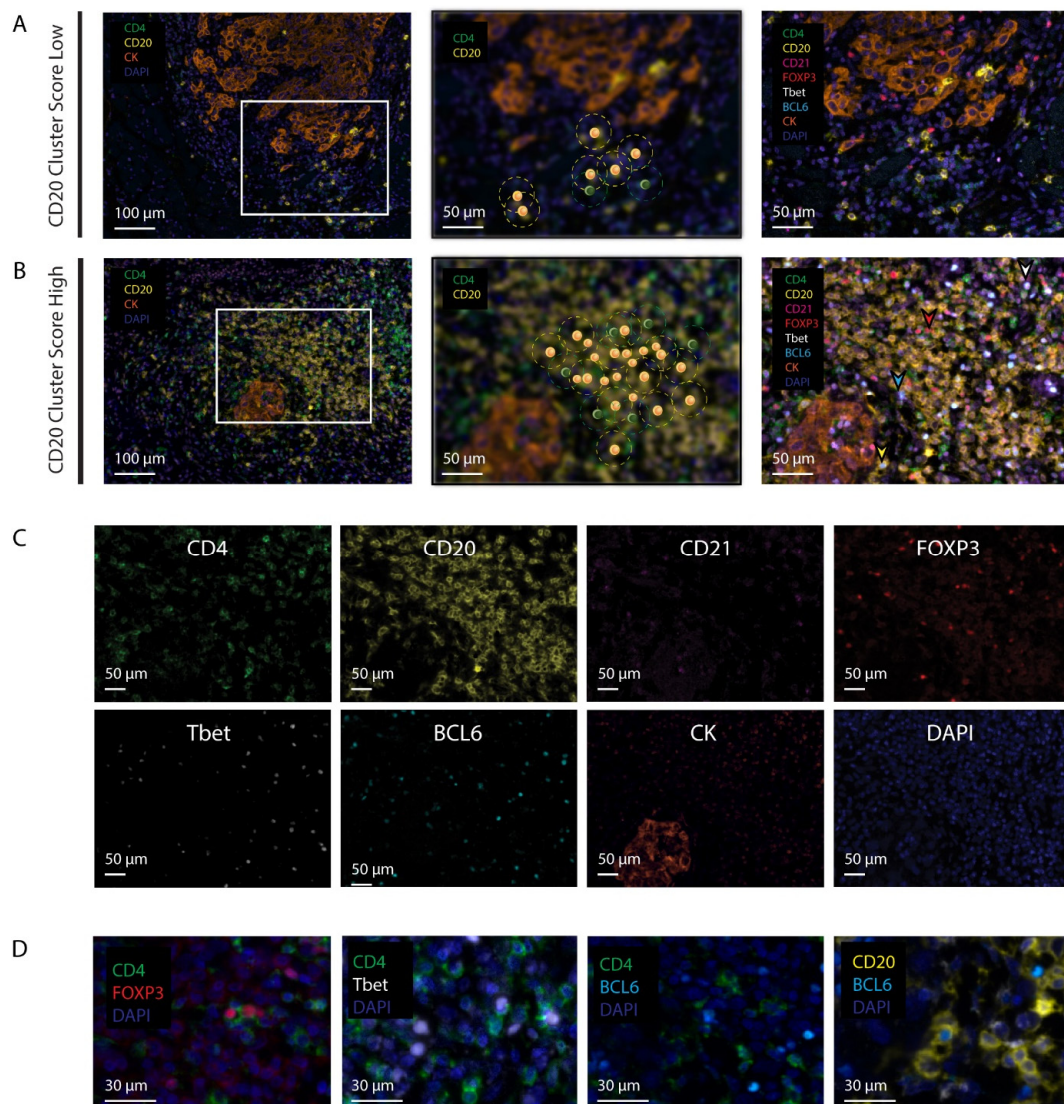 A
CD20 Cluster Score Low
CD4
CD20
CK
DAPI
100 µm
CD4
CD20
50 µm
CD4
CD20
CD21
FOXP3
Tbet
BCL6
CK
DAPI
50 µm
B
CD20 Cluster Score High
CD4
CD20
CK
DAPI
100 µm
CD4
CD20
50 µm
CD4
CD20
CD21
FOXP3
Tbet
BCL6
CK
DAPI
50 µm
C
CD4
50 µm
CD20
50 µm
CD21
50 µm
FOXP3
50 µm
Tbet
50 µm
BCL6
50 µm
CK
50 µm
DAPI
50 µm
D
CD4
FOXP3
DAPI
30 µm
CD4
Tbet
DAPI
30 µm
CD4
BCL6
DAPI
30 µm
CD20
BCL6
DAPI
30 µm